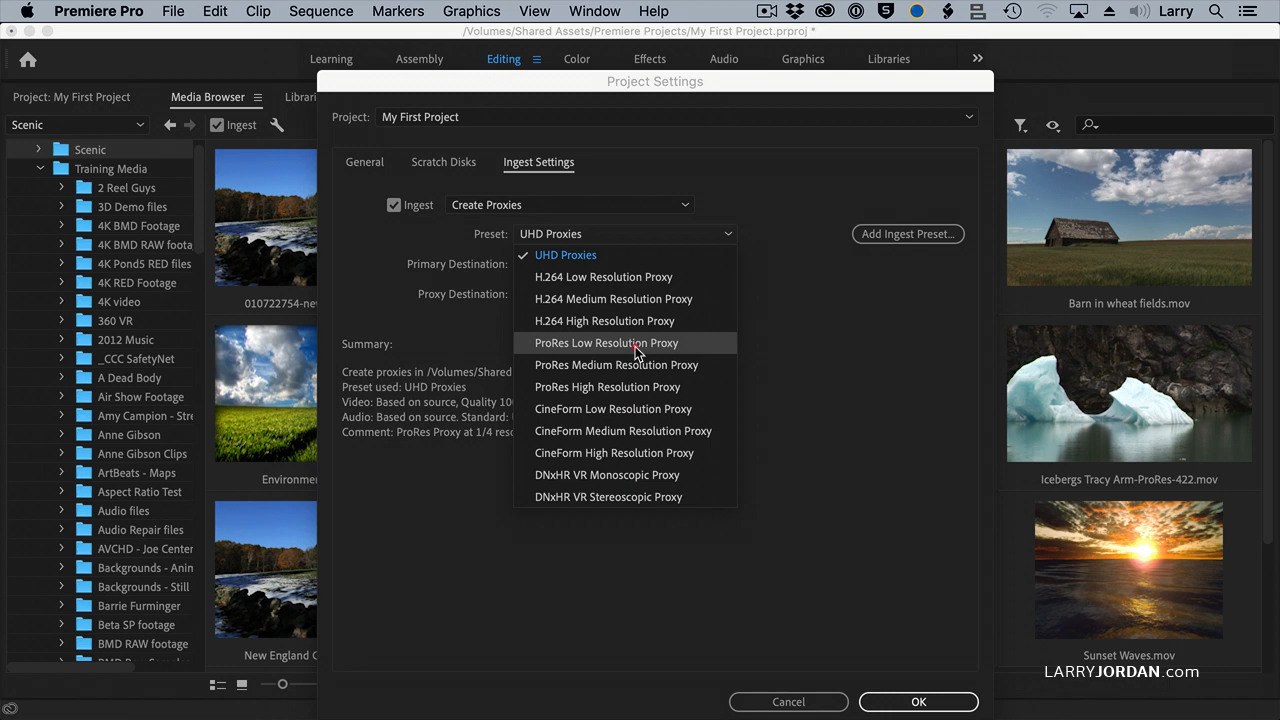 Premiere Pro File Edit Clip Sequence Markers Graphics View Window Help Larry
/Volumes/Shared Assets/Premiere Projects/My First Project.prproj *
Learning Assembly Editing Color Effects Audio Graphics Libraries
Project Settings
Project: My First Project
Media Browser
Librari
Scenic
Ingest
Scenic
Training Media
2 Reel Guys
3D Demo files
4K BMD Footage
4K BMD RAW foota
4K Pond5 RED files
4K RED Footage
4K video
360 VR
2012 Music
_CCC SafetyNet
A Dead Body
Air Show Footage
Amy Campion - Stre
Anne Gibson
Anne Gibson Clips
ArtBeats - Maps
Aspect Ratio Test
Audio files
Audio Repair files
AVCHD - Joe Center
Backgrounds - Anin
Backgrounds - Still
Barrie Furminger
Beta SP footage
BMD RAW footage
010722754-nev
Environme
New England C
Project: My First Project
General Scratch Disks Ingest Settings
Ingest Create Proxies
Preset: UHD Proxies
Add Ingest Preset...
Primary Destination:
Proxy Destination:
UHD Proxies
H.264 Low Resolution Proxy
H.264 Medium Resolution Proxy
H.264 High Resolution Proxy
ProRes Low Resolution Proxy
ProRes Medium Resolution Proxy
ProRes High Resolution Proxy
CineForm Low Resolution Proxy
CineForm Medium Resolution Proxy
CineForm High Resolution Proxy
DNxHR VR Monoscopic Proxy
DNxHR VR Stereoscopic Proxy
Summary:
Create proxies in /Volumes/Shared
Preset used: UHD Proxies
Video: Based on source, Quality 10
Audio: Based on source. Standard:
Comment: ProRes Proxy at 1/4 reso
Cancel OK
Barn in wheat fields.mov
Icebergs Tracy Arm-ProRes-422.mov
Sunset Waves.mov
LARRYJORDAN.com